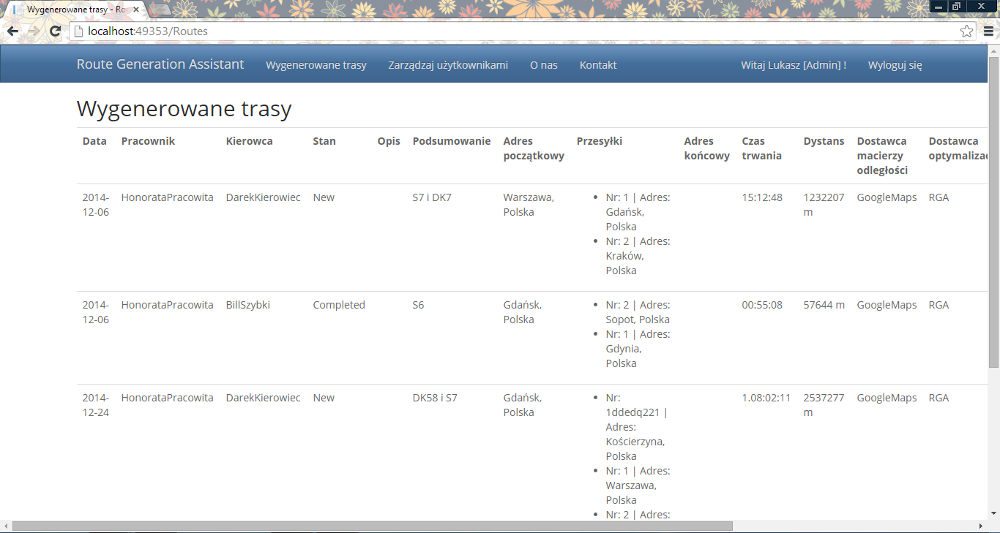 Wygenerowane trasy - Ro
localhost:49353/Routes
Route Generation Assistant Wygenerowane trasy Zarządzaj użytkownikami O nas Kontakt Witaj Lukasz [Admin] ! Wyloguj się
Wygenerowane trasy
Data Pracownik Kierowca Stan Opis Podsumowanie Adres początkowy Przesyłki Adres końcowy Czas trwania Dystans Dostawca macierzy odległości Dostawca optymalizac
2014-
12-06
HonorataPracowita
DarekKierowiec
New
S7 i DK7
Warszawa,
Polska
• Nr: 1 | Adres:
Gdańsk,
Polska
• Nr: 2 | Adres:
Kraków,
Polska
15:12:48
1232207
m
GoogleMaps
RGA
2014-
12-06
HonorataPracowita
BillSzybki
Completed
S6
Gdańsk,
Polska
• Nr: 2 | Adres:
Sopot, Polska
• Nr: 1 | Adres:
Gdynia,
Polska
00:55:08
57644 m
GoogleMaps
RGA
2014-
12-24
HonorataPracowita
DarekKierowiec
New
DK58 i S7
Gdańsk,
Polska
• Nr:
1ddedq221 |
Adres:
Kościerzyna,
Polska
• Nr: 1 | Adres:
Warszawa,
Polska
• Nr: 2 | Adres:
1.08:02:11
2537277
m
GoogleMaps
RGA